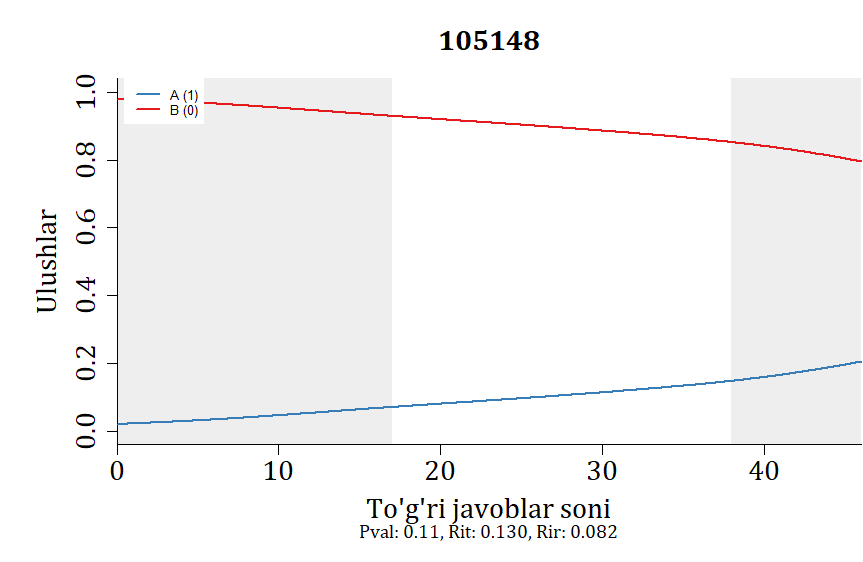 105148
A (1)
B (0)
Ulushlar
1.0
0.8
0.6
0.4
0.2
0.0
0 10 20 30 40
To'g'ri javoblar soni
Pval: 0.11, Rit: 0.130, Rir: 0.082